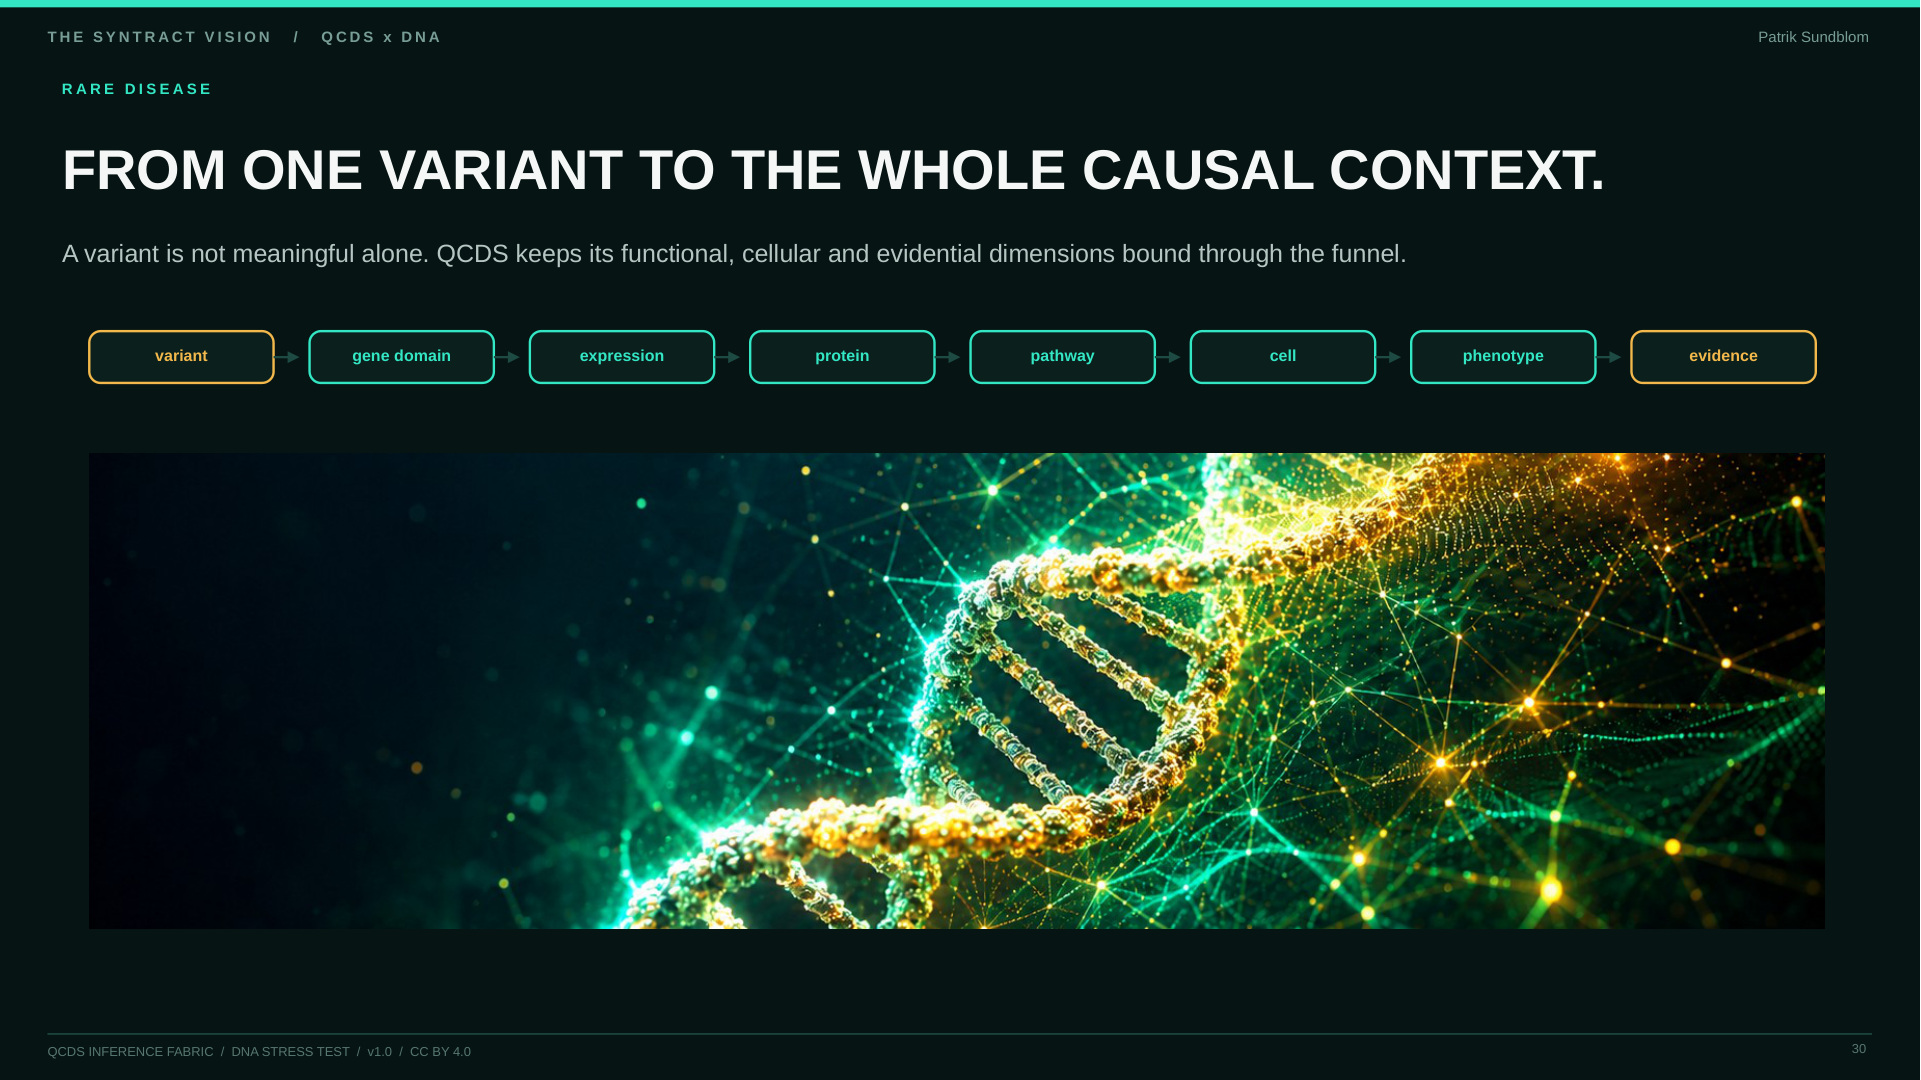 THE SYNTRACT VISION / QCDS x DNA
Patrik Sundblom
RARE DISEASE
FROM ONE VARIANT TO THE WHOLE CAUSAL CONTEXT.
A variant is not meaningful alone. QCDS keeps its functional, cellular and evidential dimensions bound through the funnel.
variant
gene domain
expression
protein
pathway
cell
phenotype
evidence
QCDS INFERENCE FABRIC / DNA STRESS TEST / v1.0 / CC BY 4.0
30